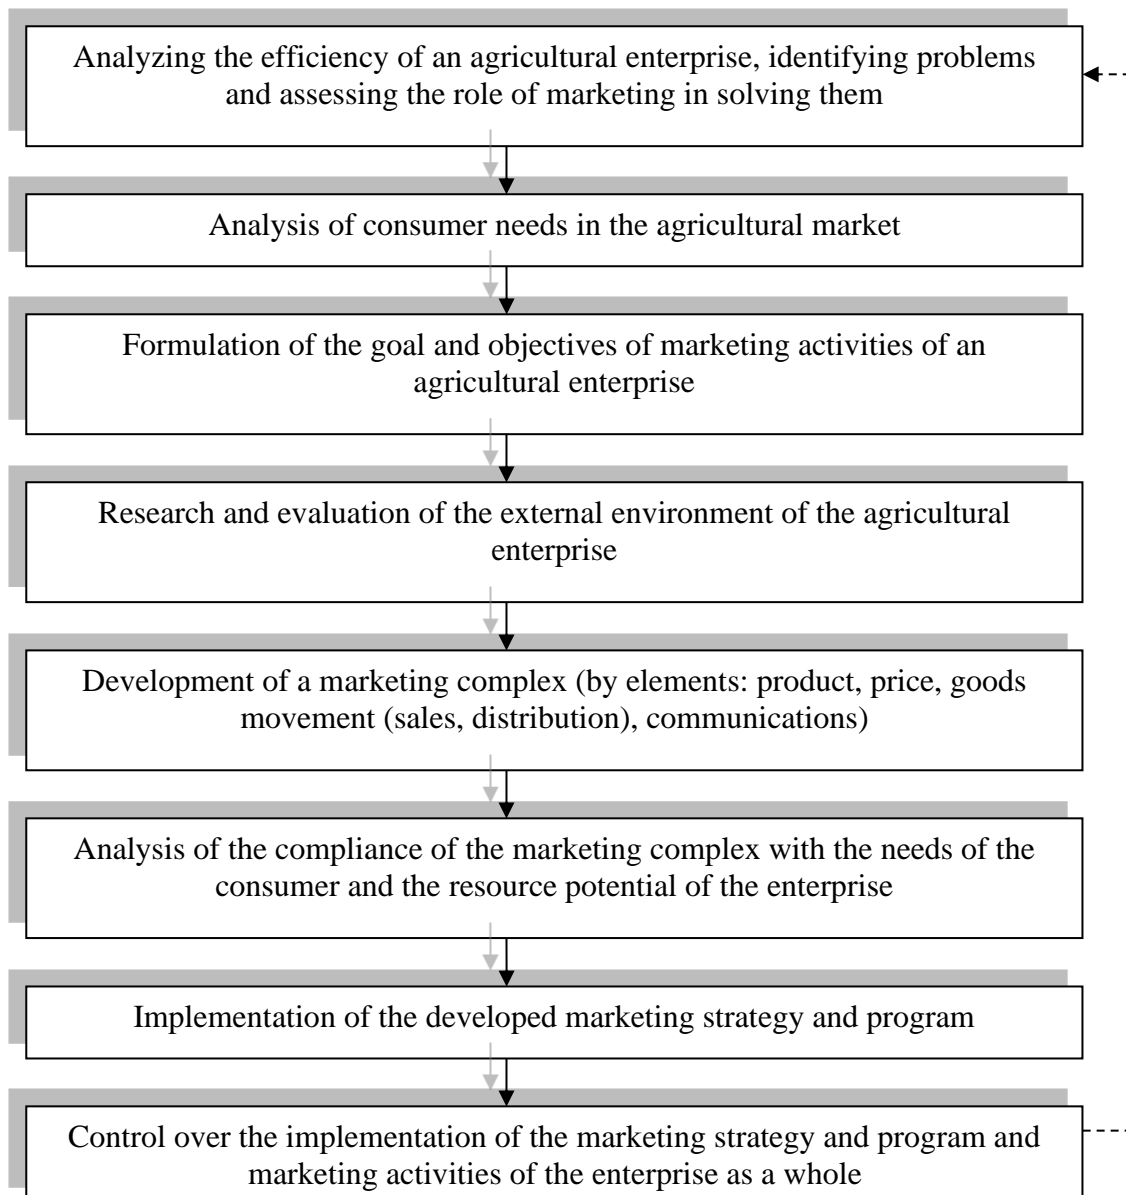 Analyzing the efficiency of an agricultural enterprise, identifying problems
and assessing the role of marketing in solving them
Analysis of consumer needs in the agricultural market
Formulation of the goal and objectives of marketing activities of an
agricultural enterprise
Research and evaluation of the external environment of the agricultural
enterprise
Development of a marketing complex (by elements: product, price, goods
movement (sales, distribution), communications)
Analysis of the compliance of the marketing complex with the needs of the
consumer and the resource potential of the enterprise
Implementation of the developed marketing strategy and program
Control over the implementation of the marketing strategy and program and
marketing activities of the enterprise as a whole